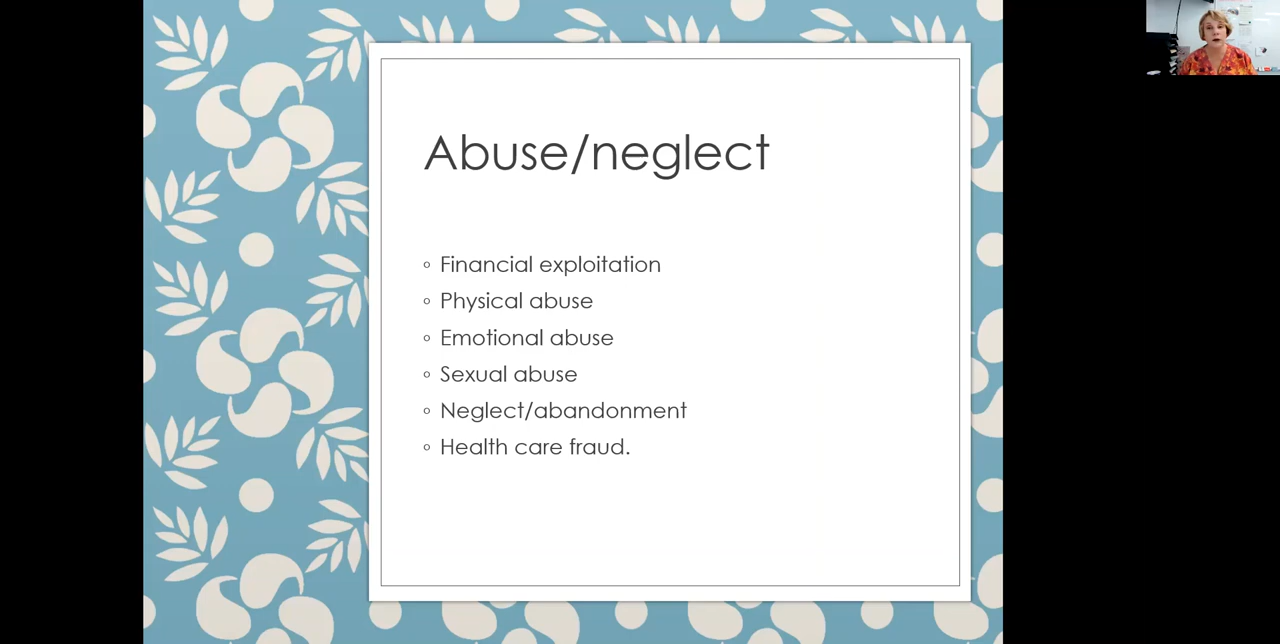 Abuse/neglect
Financial exploitation
Physical abuse
Emotional abuse
Sexual abuse
Neglect/abandonment
Health care fraud.